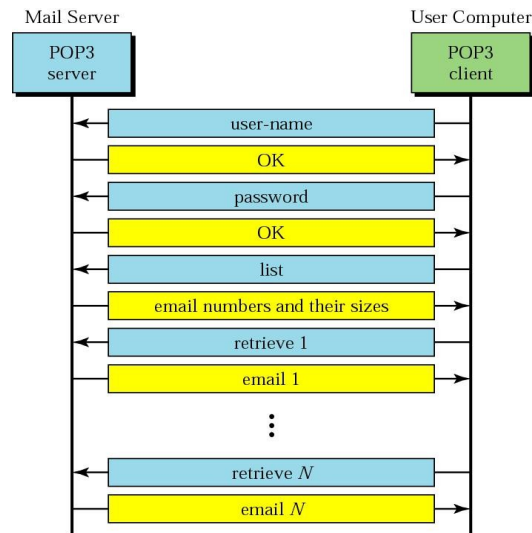 Mail Server
User Computer
POP3
server
POP3
client
user-name
OK
password
OK
list
email numbers and their sizes
retrieve 1
email 1
retrieve N
email N